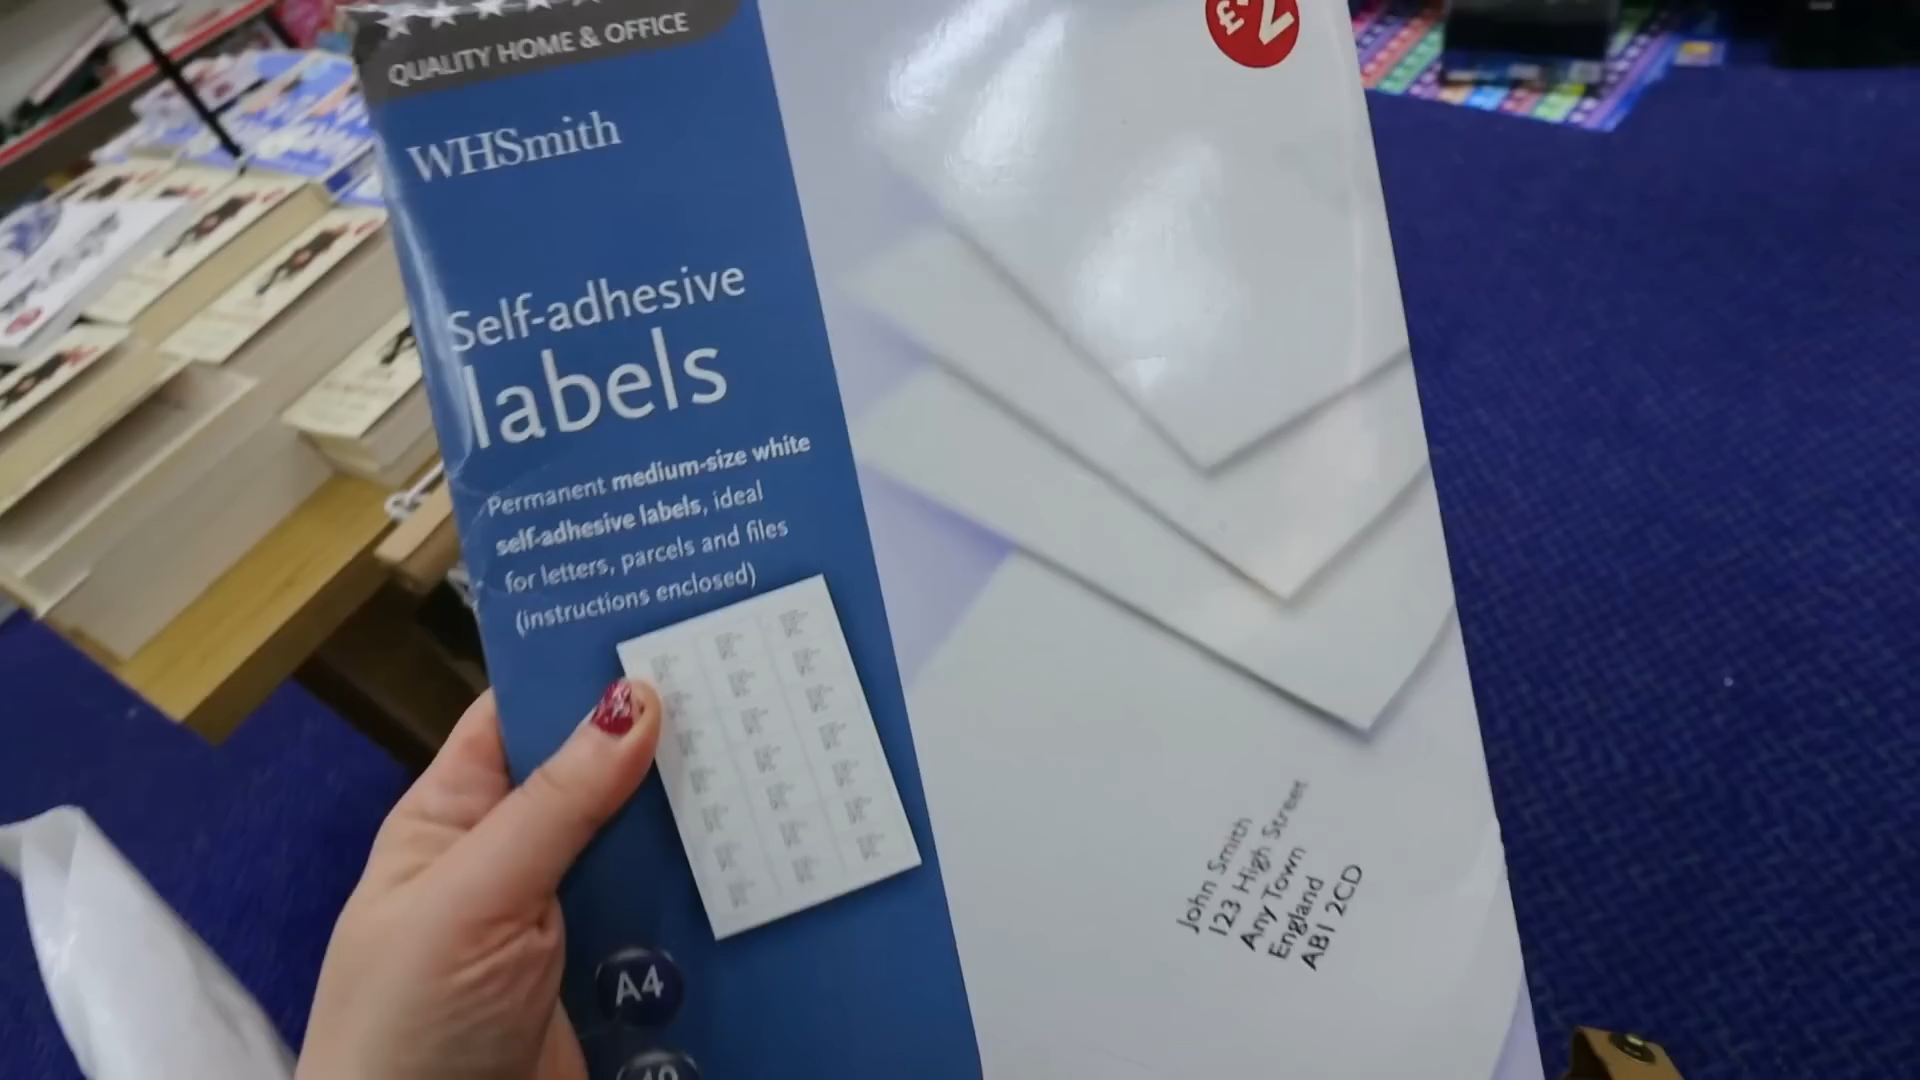 QUALITY HOME & OFFICE
WHSmith
£2
Self-adhesive
labels
Permanent medium-size white
self-adhesive labels, ideal
for letters, parcels and files
(instructions enclosed)
A4
John Smith
123 High Street
Any Town
England
AB1 2CD